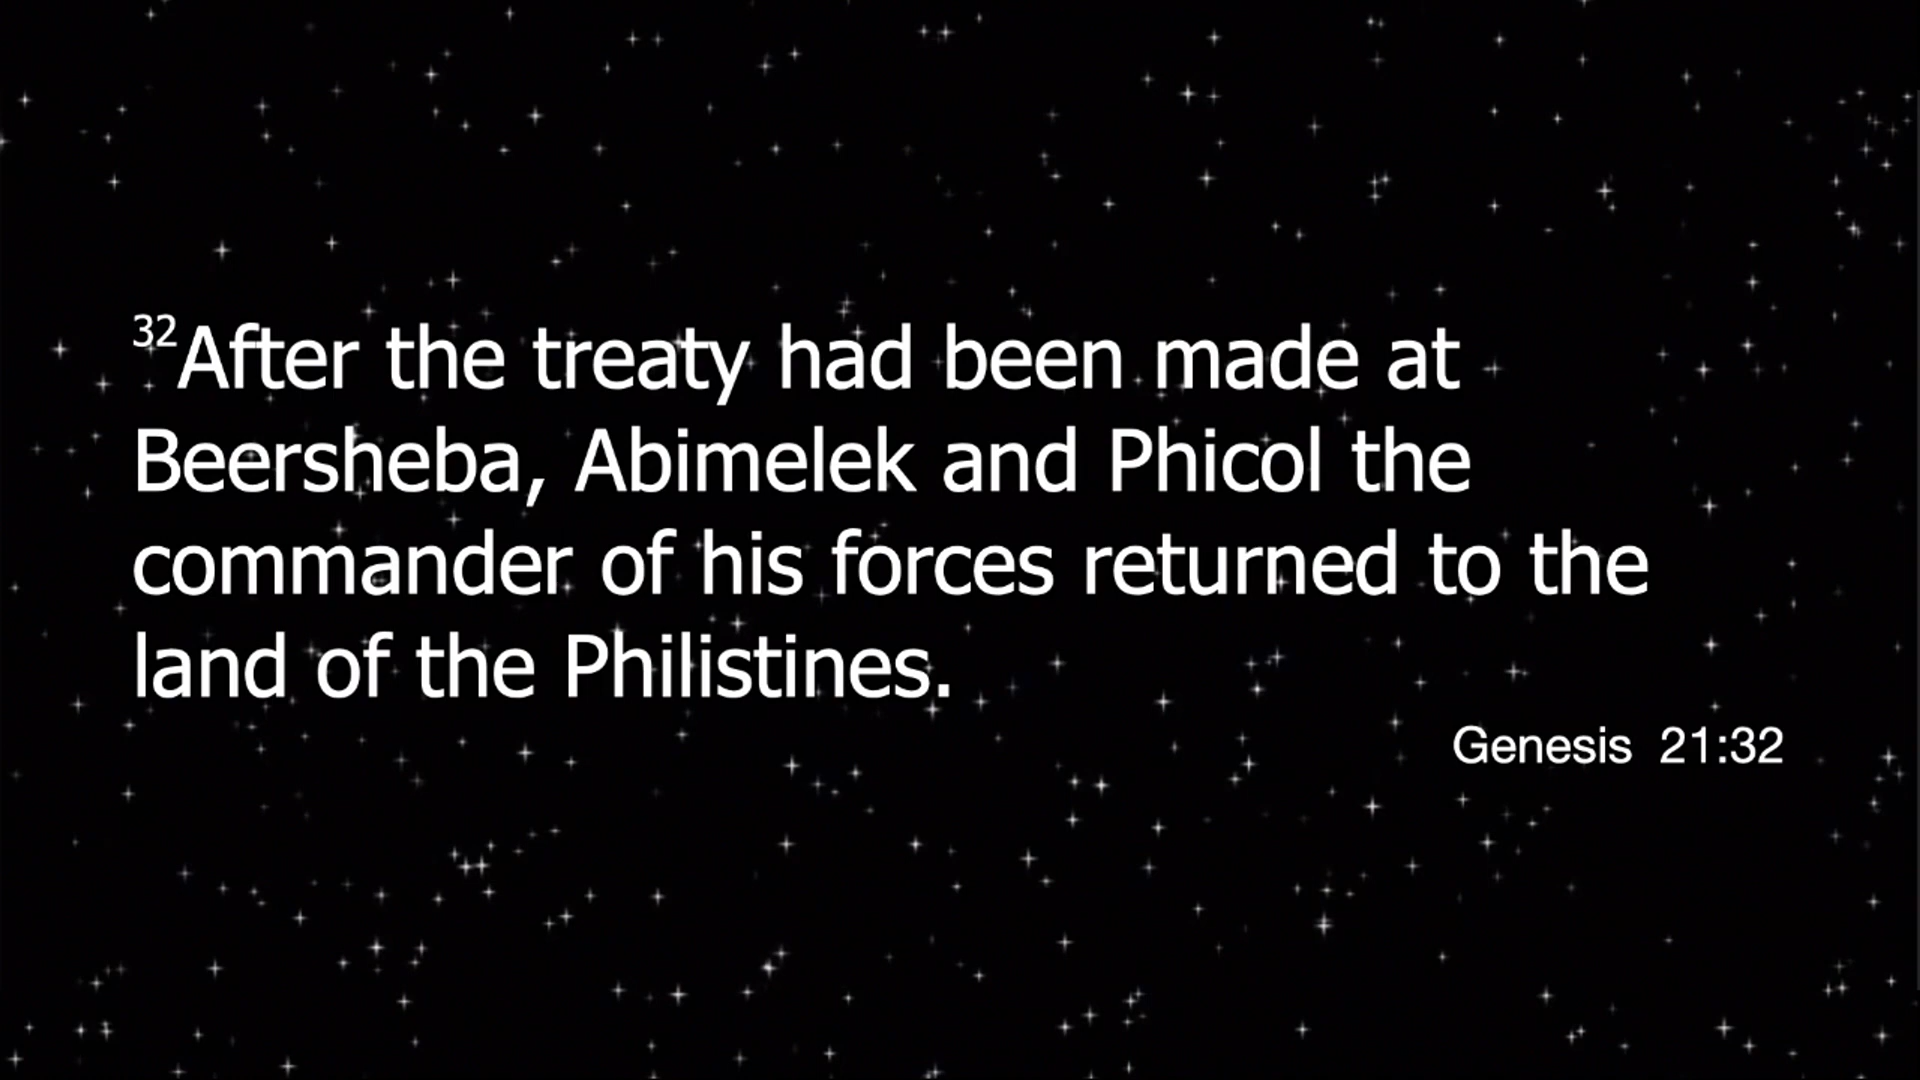 32After the treaty had been made at
Beersheba, Abimelek and Phicol the
commander of his forces returned to the
land of the Philistines.
Genesis 21:32